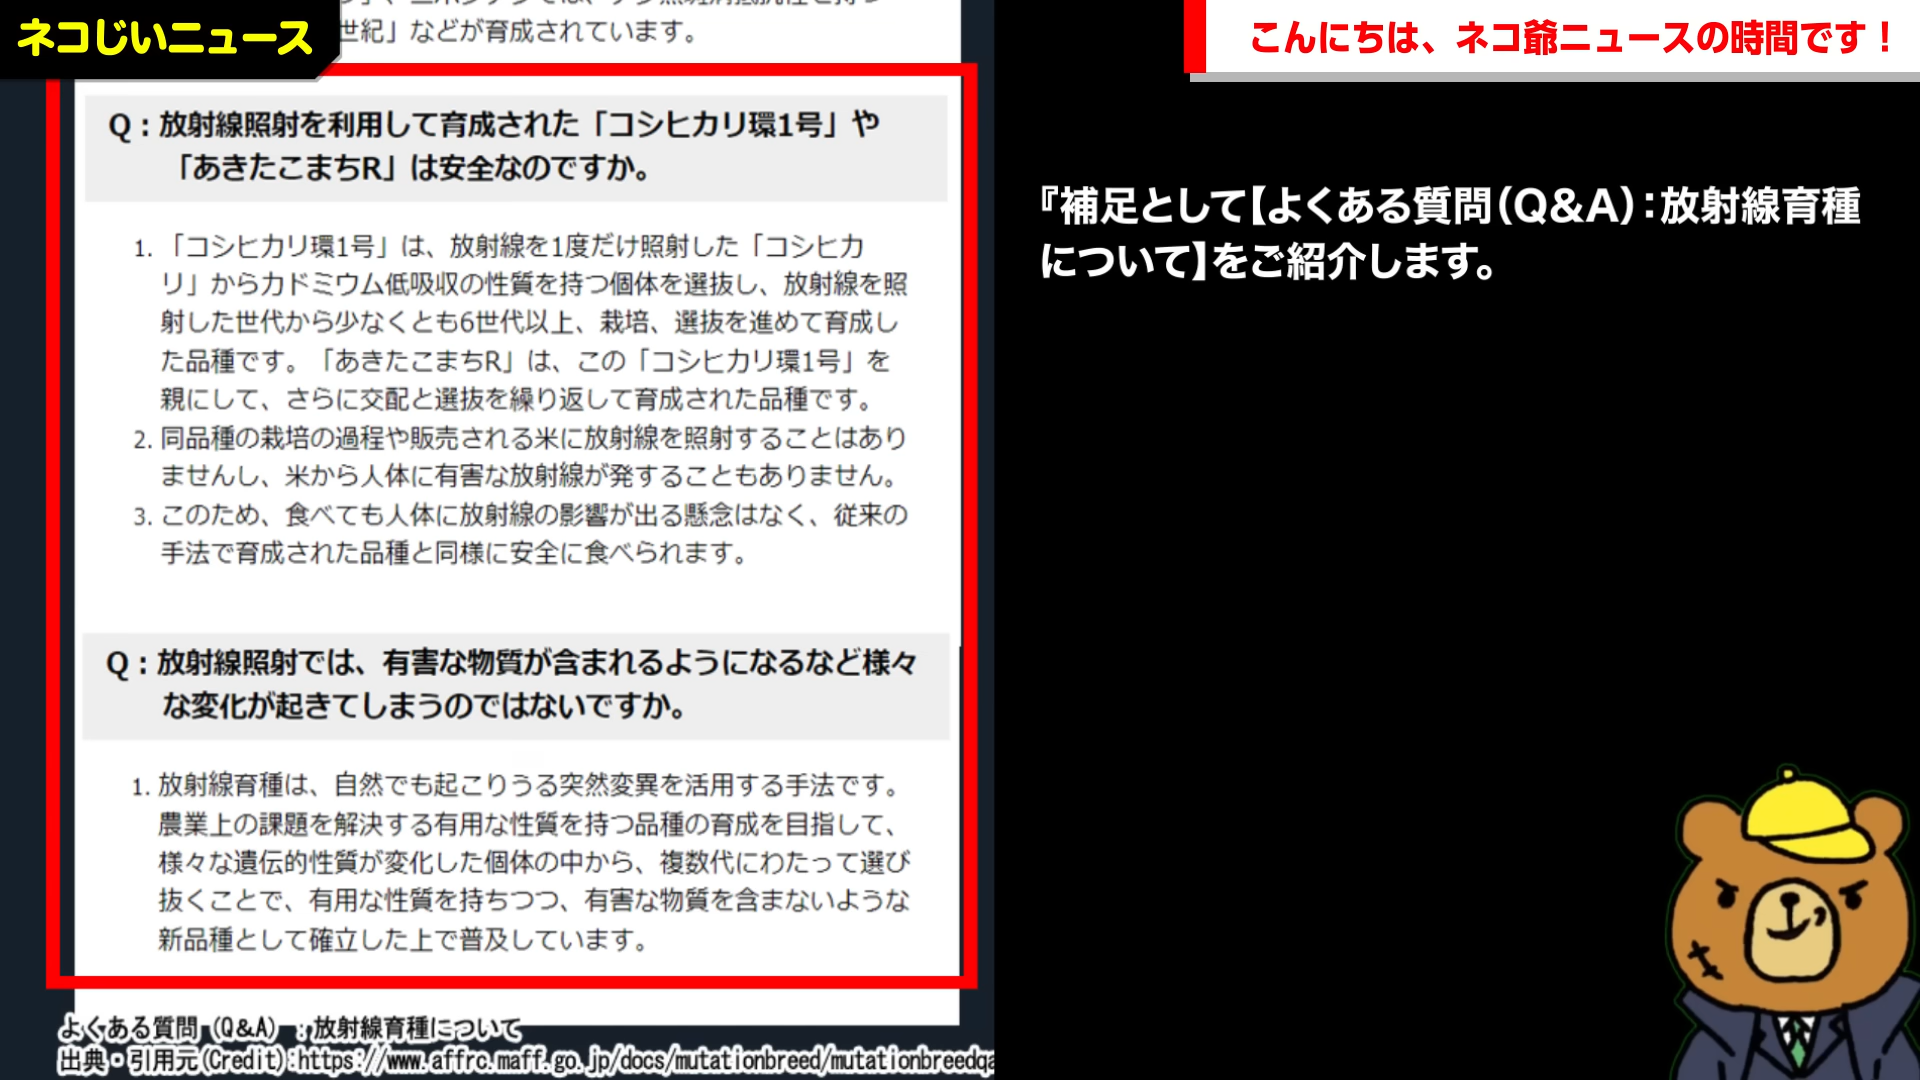 ネコじいニュース
世紀」などが育成されています。
こんにちは、ネコ爺ニュースの時間です!
Q:放射線照射を利用して育成された「コシヒカリ環1号」や
「あきたこまちR」は安全なのですか。
1. 「コシヒカリ環1号」は、放射線を1度だけ照射した「コシヒカ
リ」からカドミウム低吸収の性質を持つ個体を選抜し、放射線を照
射した世代から少なくとも6世代以上、栽培、選抜を進めて育成し
た品種です。「あきたこまちR」は、この「コシヒカリ環1号」を
親にして、さらに交配と選抜を繰り返して育成された品種です。
2. 同品種の栽培の過程や販売される米に放射線を照射することはあり
ませんし、米から人体に有害な放射線が発することもありません。
3. このため、食べても人体に放射線の影響が出る懸念はなく、従来の
手法で育成された品種と同様に安全に食べられます。
Q:放射線照射では、有害な物質が含まれるようになるなど様々
な変化が起きてしまうのではないですか。
1. 放射線育種は、自然でも起こりうる突然変異を活用する手法です。
農業上の課題を解決する有用な性質を持つ品種の育成を目指して、
様々な遺伝的性質が変化した個体の中から、複数代にわたって選び
抜くことで、有用な性質を持ちつつ、有害な物質を含まないような
新品種として確立した上で普及しています。
よくある質問(Q&A):放射線育種について
出典・引用元(Credit):https://www.affrc.maff.go.jp/docs/mutationbreed/mutationbreedqa
『補足として【よくある質問(Q&A):放射線育種
について】をご紹介します。